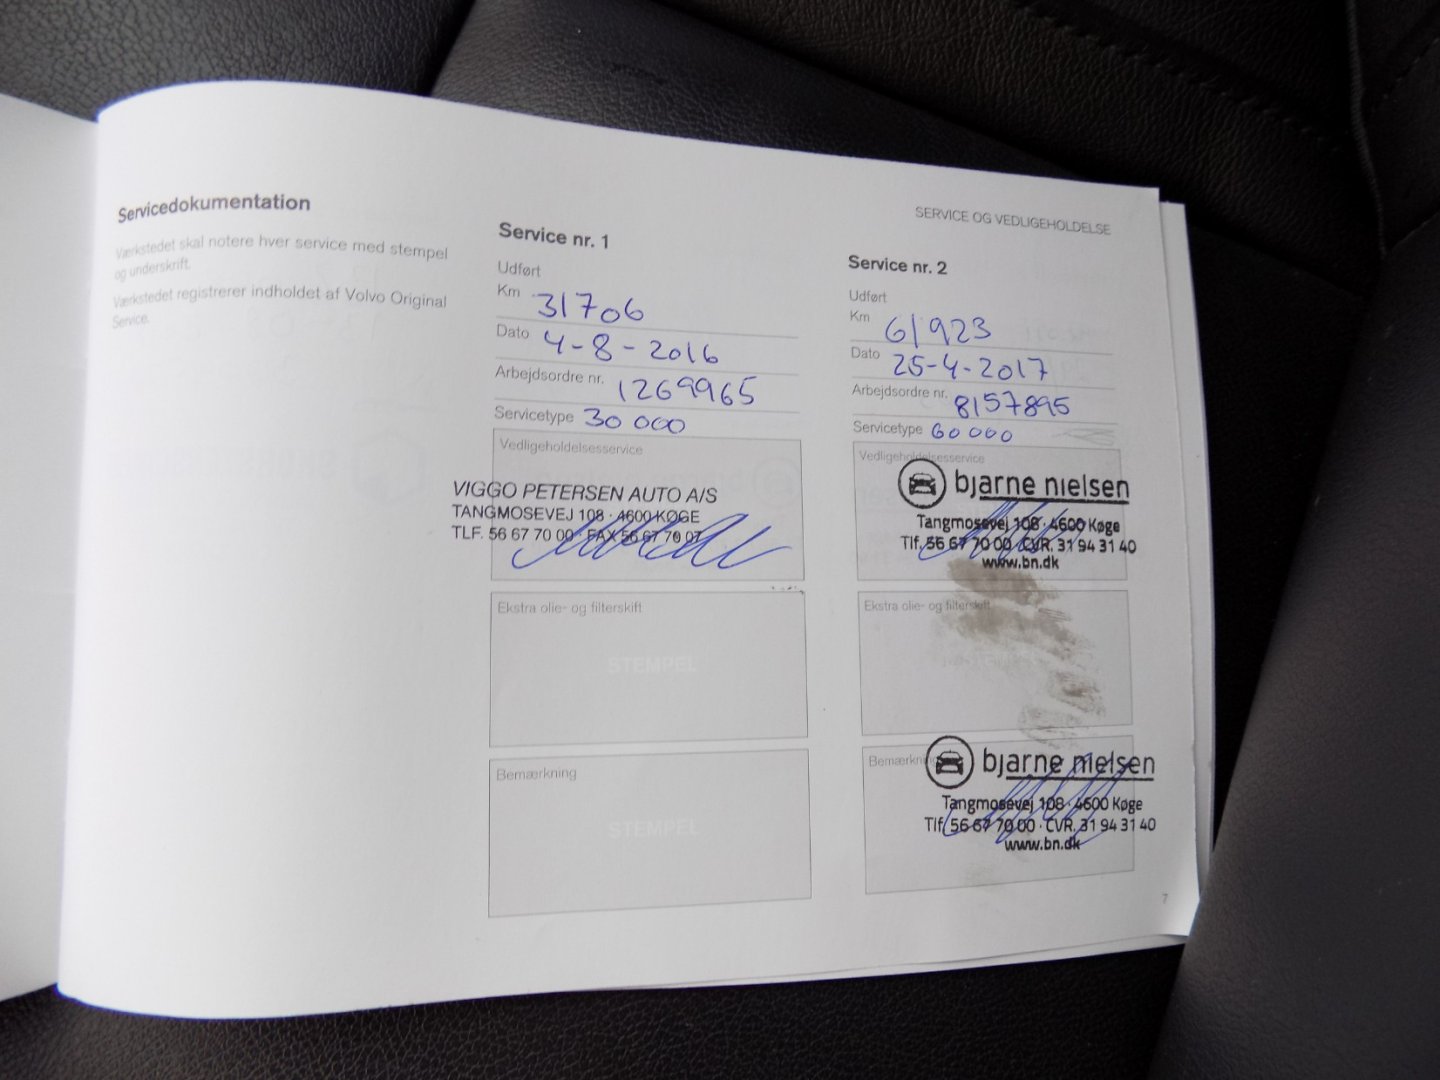 Servicedokumentation
Værkstedet skal notere hver service med stempel
og underskrift.
Værkstedet registrerer indholdet af Volvo Original
Service.
Service nr. 1
Udført
Km 31706
Dato 4-8-2016
Arbejdsordre nr. 1269965
Servicetype 30 000
Vedligeholdelsesservice
VIGGO PETERSEN AUTO A/S
TANGMOSEVEJ 108 · 4600 KØGE
TLF. 56 67 70 00 · FAX 56 67 70 07
Ekstra olie- og filterskift
STEMPEL
Bemærkning
STEMPEL
SERVICE OG VEDLIGEHOLDELSE
Service nr. 2
Udført
Km 61923
Dato 25-4-2017
Arbejdsordre nr. 8157895
Servicetype 60 000
Vedligeholdelsesservice
bjarne nielsen
Tangmosevej 108 · 4600 Køge
Tlf. 56 67 70 00 · CVR. 31 94 31 40
www.bn.dk
Ekstra olie- og filterskift
Bemærkning
bjarne nielsen
Tangmosevej 108 · 4600 Køge
Tlf. 56 67 70 00 · CVR. 31 94 31 40
www.bn.dk
7